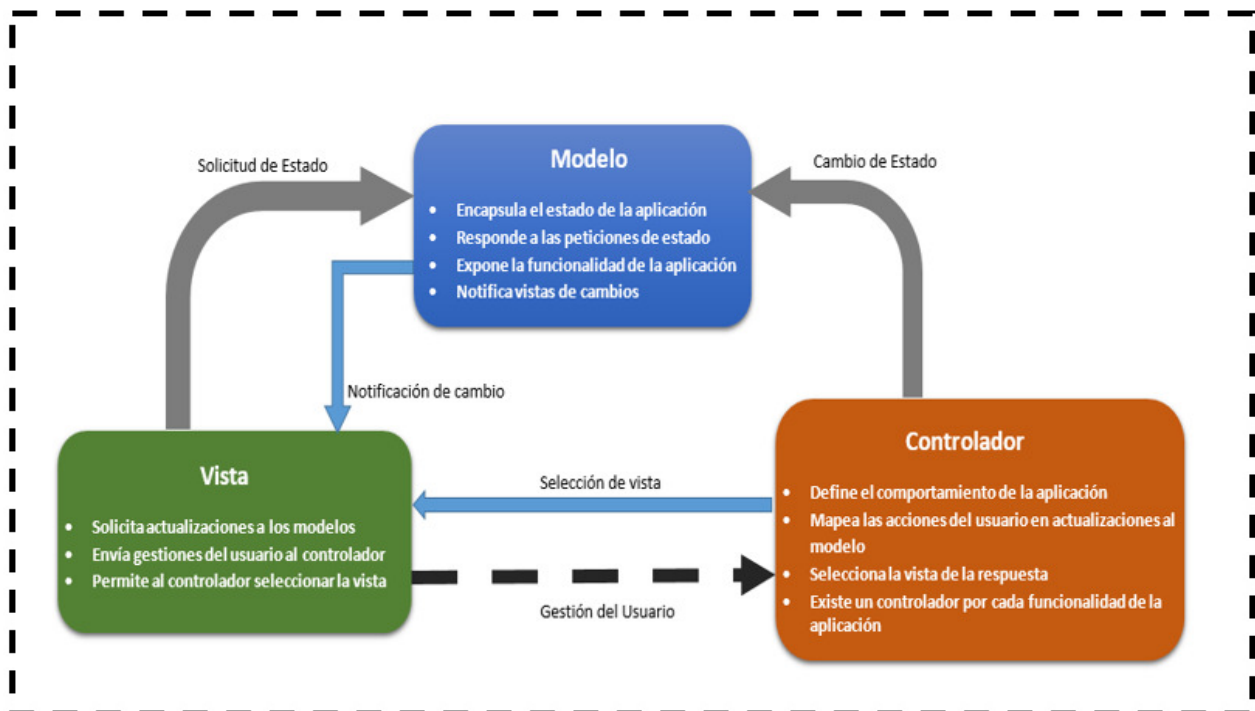 Solicitud de Estado
Modelo
• Encapsula el estado de la aplicación
• Responde a las peticiones de estado
• Expone la funcionalidad de la aplicación
• Notifica vistas de cambios
Cambio de Estado
Notificación de cambio
Vista
• Solicita actualizaciones a los modelos
• Envía gestiones del usuario al controlador
• Permite al controlador seleccionar la vista
Selección de vista
Gestión del Usuario
Controlador
• Define el comportamiento de la aplicación
• Mapea las acciones del usuario en actualizaciones al
modelo
• Selecciona la vista de la respuesta
• Existe un controlador por cada funcionalidad de la
aplicación